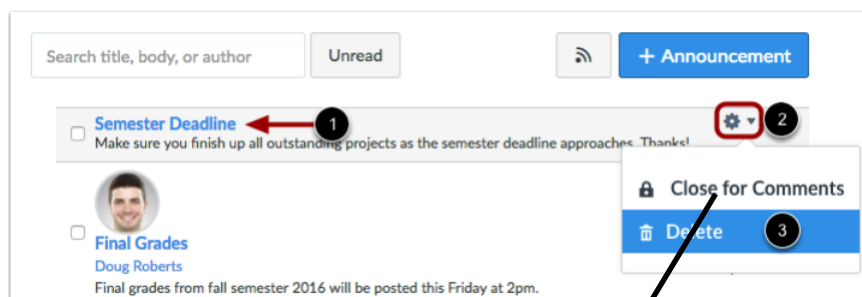 Search title, body, or author
Unread
+ Announcement
Semester Deadline
1
2
Make sure you finish up all outstanding projects as the semester deadline approaches. Thanks!
Close for Comments
Delete
3
Final Grades
Doug Roberts
Final grades from fall semester 2016 will be posted this Friday at 2pm.